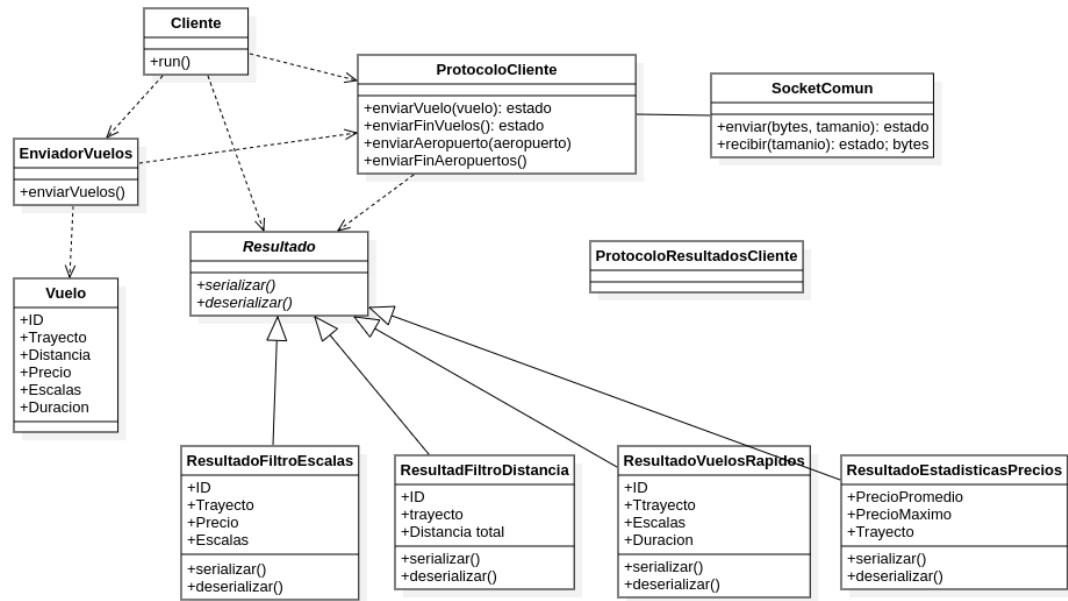 Cliente
+run()
ProtocoloCliente
+enviarVuelo(vuelo): estado
+enviarFinVuelos(): estado
+enviarAeropuerto(aeropuerto)
+enviarFinAeropuertos()
SocketComun
+enviar(bytes, tamanio): estado
+recibir(tamanio): estado; bytes
EnviadorVuelos
+enviarVuelos()
Resultado
+serializar()
+deserializar()
ProtocoloResultadosCliente
Vuelo
+ID
+Trayecto
+Distancia
+Precio
+Escalas
+Duracion
ResultadoFiltroEscalas
+ID
+Trayecto
+Precio
+Escalas
+serializar()
+deserializar()
ResultadFiltroDistancia
+ID
+trayecto
+Distancia total
+serializar()
+deserializar()
ResultadoVuelosRapidos
+ID
+Ttrayecto
+Escalas
+Duracion
+serializar()
+deserializar()
ResultadoEstadisticasPrecios
+PrecioPromedio
+PrecioMaximo
+Trayecto
+serializar()
+deserializar()